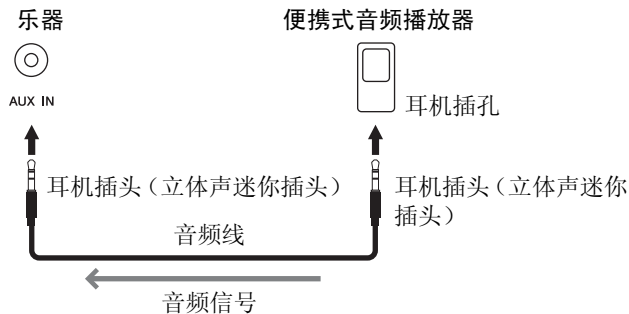 乐器
便携式音频播放器
AUX IN
耳机插孔
耳机插头（立体声迷你插头）
耳机插头（立体声迷你
插头）
音频线
音频信号